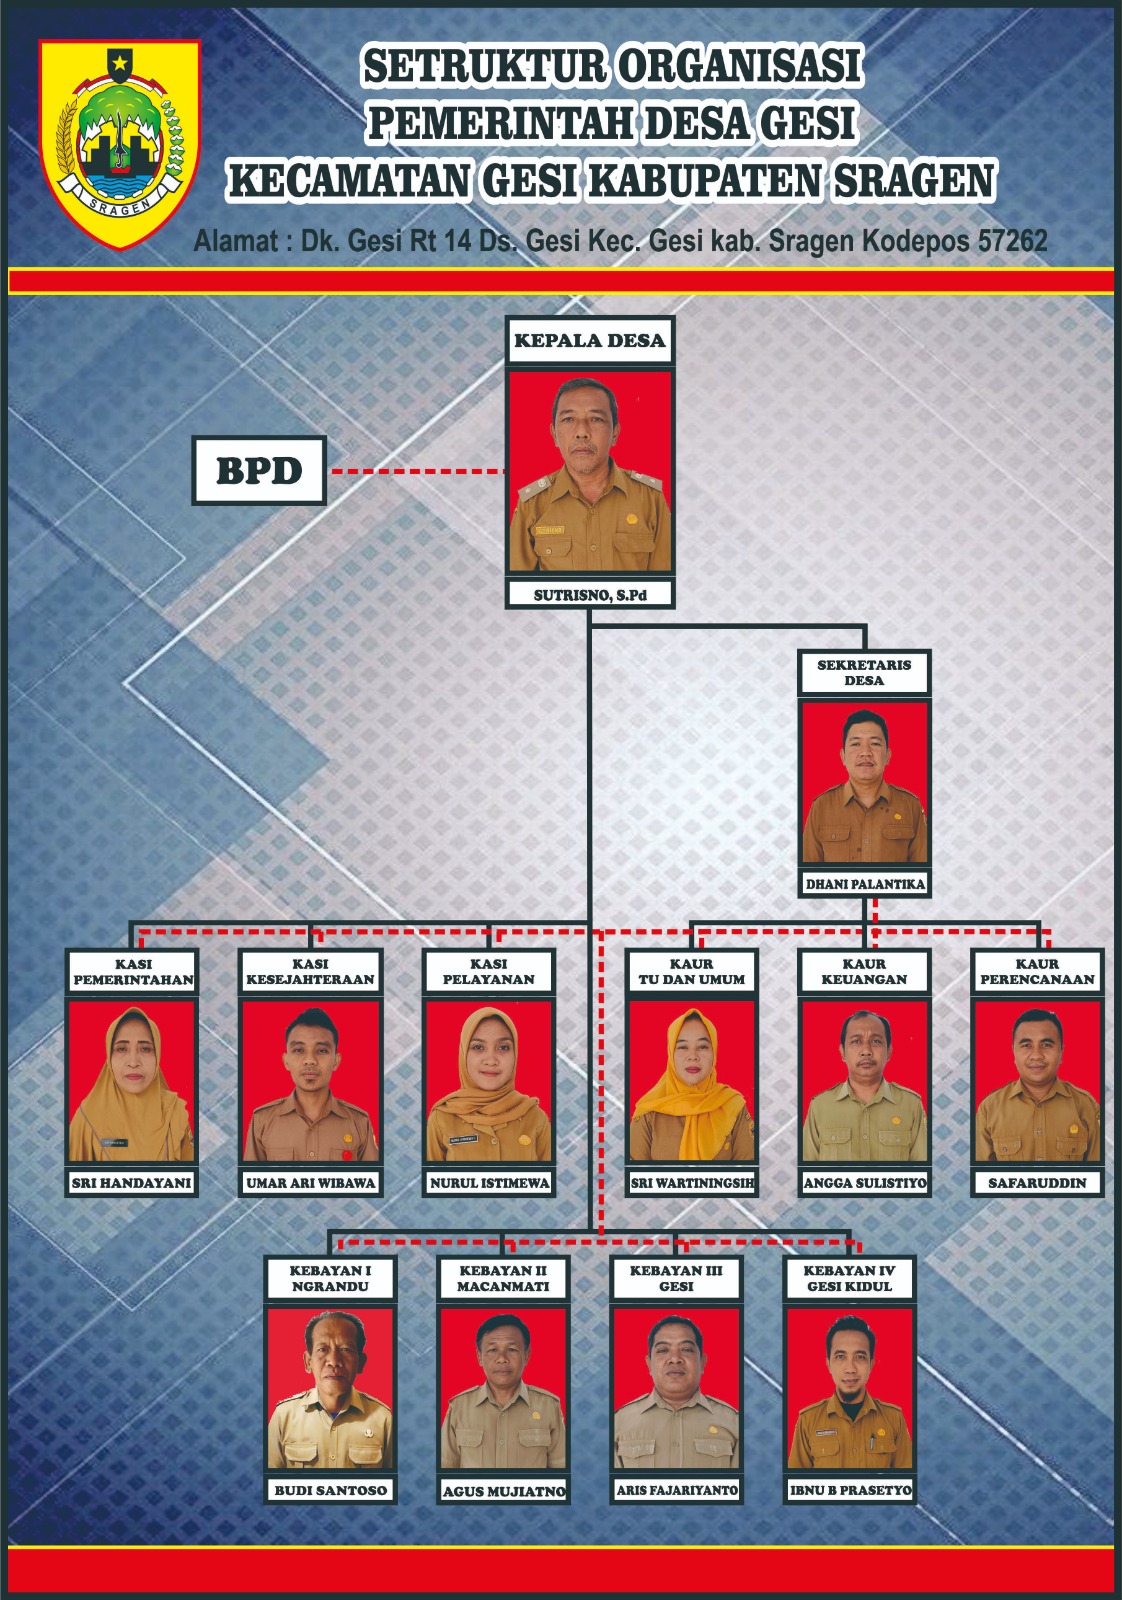 SETRUKTUR ORGANISASI
PEMERINTAH DESA GESI
KECAMATAN GESI KABUPATEN SRAGEN
SRAGEN
Alamat : Dk. Gesi Rt 14 Ds. Gesi Kec. Gesi kab. Sragen Kodepos 57262
KEPALA DESA
BPD
SUTRISNO, S.Pd
SEKRETARIS
DESA
DHANI PALANTIKA
KASI
PEMERINTAHAN
KASI
KESEJAHTERAAN
KASI
PELAYANAN
KAUR
TU DAN UMUM
KAUR
KEUANGAN
KAUR
PERENCANAAN
SRI HANDAYANI
UMAR ARI WIBAWA
NURUL ISTIMEWA
SRI WARTININGSIH
ANGGA SULISTIYO
SAFARUDDIN
KEBAYAN I
NGRANDU
KEBAYAN II
MACANMATI
KEBAYAN III
GESI
KEBAYAN IV
GESI KIDUL
BUDI SANTOSO
AGUS MUJIATNO
ARIS FAJARIYANTO
IBNU B PRASETYO